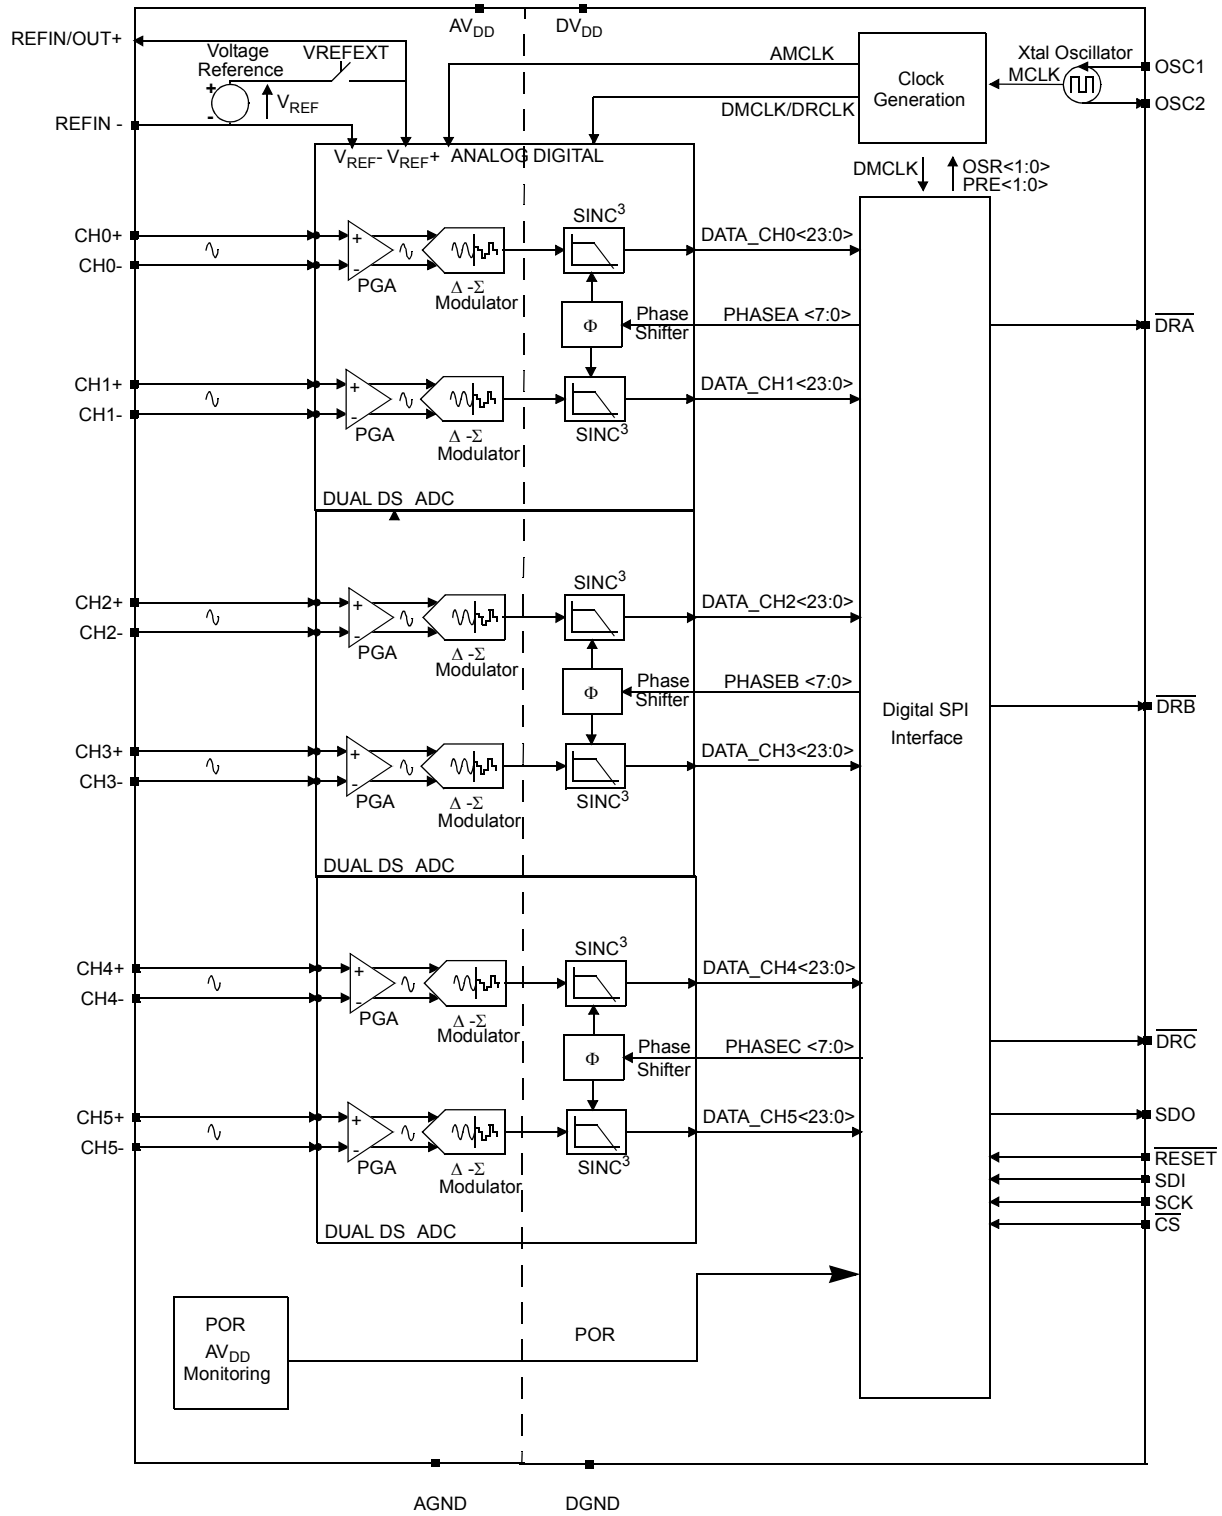 AVDD
DVDD
REFIN/OUT+
Voltage
Reference
VREFEXT
+
-
VREF
REFIN -
AMCLK
DMCLK/DRCLK
Clock
Generation
Xtal Oscillator
MCLK
OSC1
OSC2
VREF- VREF+ ANALOG DIGITAL
DMCLK
OSR<1:0>
PRE<1:0>
CH0+
CH0-
+
-
PGA
Δ -Σ
Modulator
SINC3
DATA_CH0<23:0>
Φ
Phase
Shifter
PHASEA <7:0>
DRA
CH1+
CH1-
+
-
PGA
Δ -Σ
Modulator
SINC3
DATA_CH1<23:0>
DUAL DS ADC
CH2+
CH2-
+
-
PGA
Δ -Σ
Modulator
SINC3
DATA_CH2<23:0>
Φ
Phase
Shifter
PHASEB <7:0>
Digital SPI
Interface
DRB
CH3+
CH3-
+
-
PGA
Δ -Σ
Modulator
SINC3
DATA_CH3<23:0>
DUAL DS ADC
CH4+
CH4-
+
-
PGA
Δ -Σ
Modulator
SINC3
DATA_CH4<23:0>
Φ
Phase
Shifter
PHASEC <7:0>
DRC
CH5+
CH5-
+
-
PGA
Δ -Σ
Modulator
SINC3
DATA_CH5<23:0>
SDO
RESET
SDI
SCK
CS
DUAL DS ADC
POR
AVDD
Monitoring
POR
AGND
DGND